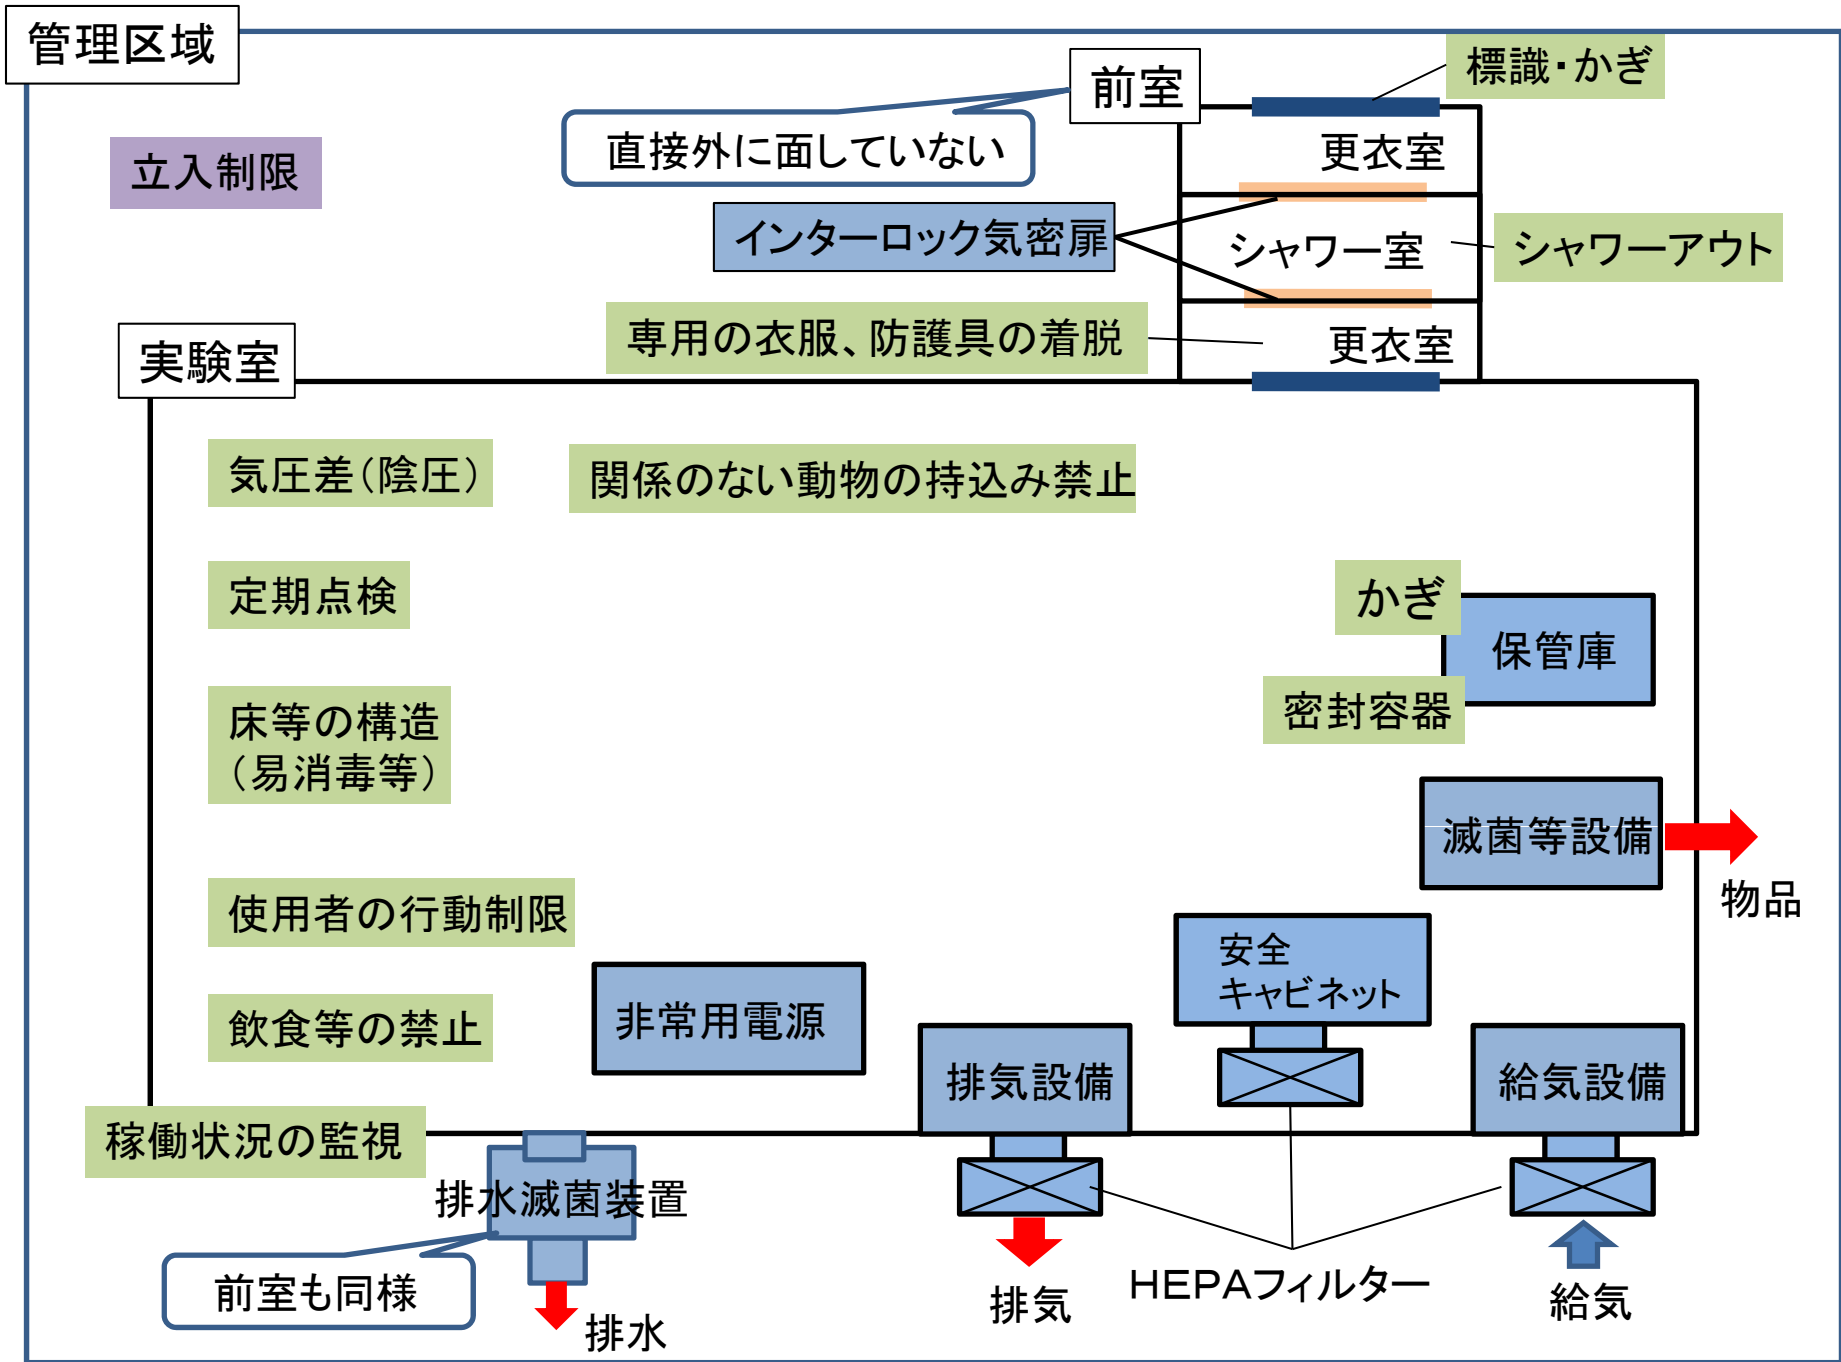 管理区域
前室
標識・かぎ
直接外に面していない
更衣室
立入制限
インターロック気密扉
シャワー室
シャワーアウト
専用の衣服、防護具の着脱
更衣室
実験室
気圧差(陰圧)
関係のない動物の持込み禁止
定期点検
かぎ
保管庫
密封容器
床等の構造
(易消毒等)
滅菌等設備
物品
使用者の行動制限
安全
キャビネット
非常用電源
飲食等の禁止
排気設備
給気設備
稼働状況の監視
排水滅菌装置
前室も同様
HEPAフィルター
排気
給気
排水